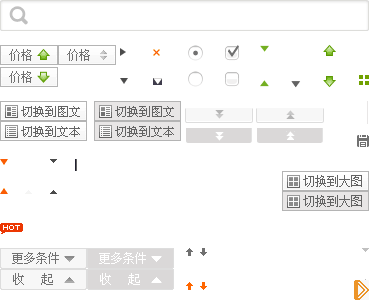 价格 价格
价格
切换到图文 切换到图文
切换到文本 切换到文本
切换到大图
切换到大图
HOT
更多条件 更多条件
收 起 收 起